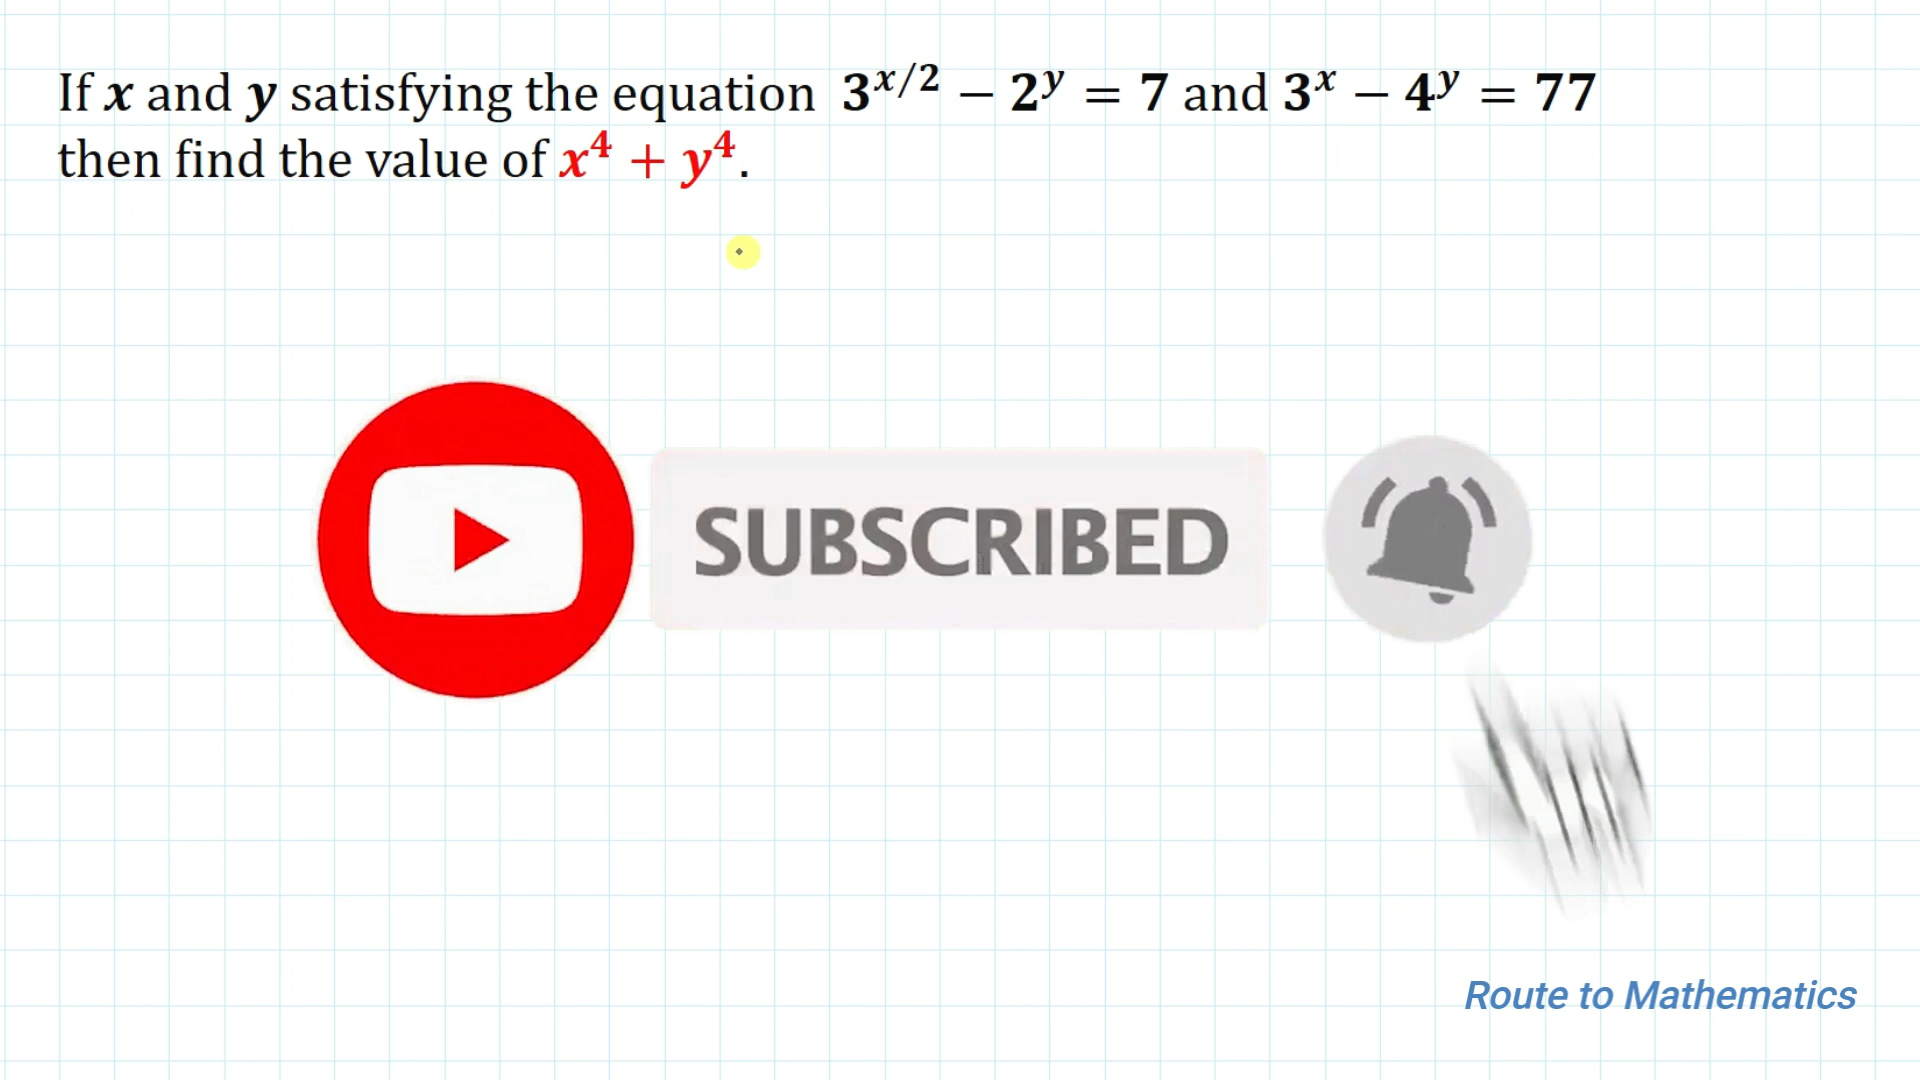 If x and y satisfying the equation 3^{x/2} − 2^y = 7 and 3^x − 4^y = 77
then find the value of x^4 + y^4.
SUBSCRIBED
Route to Mathematics